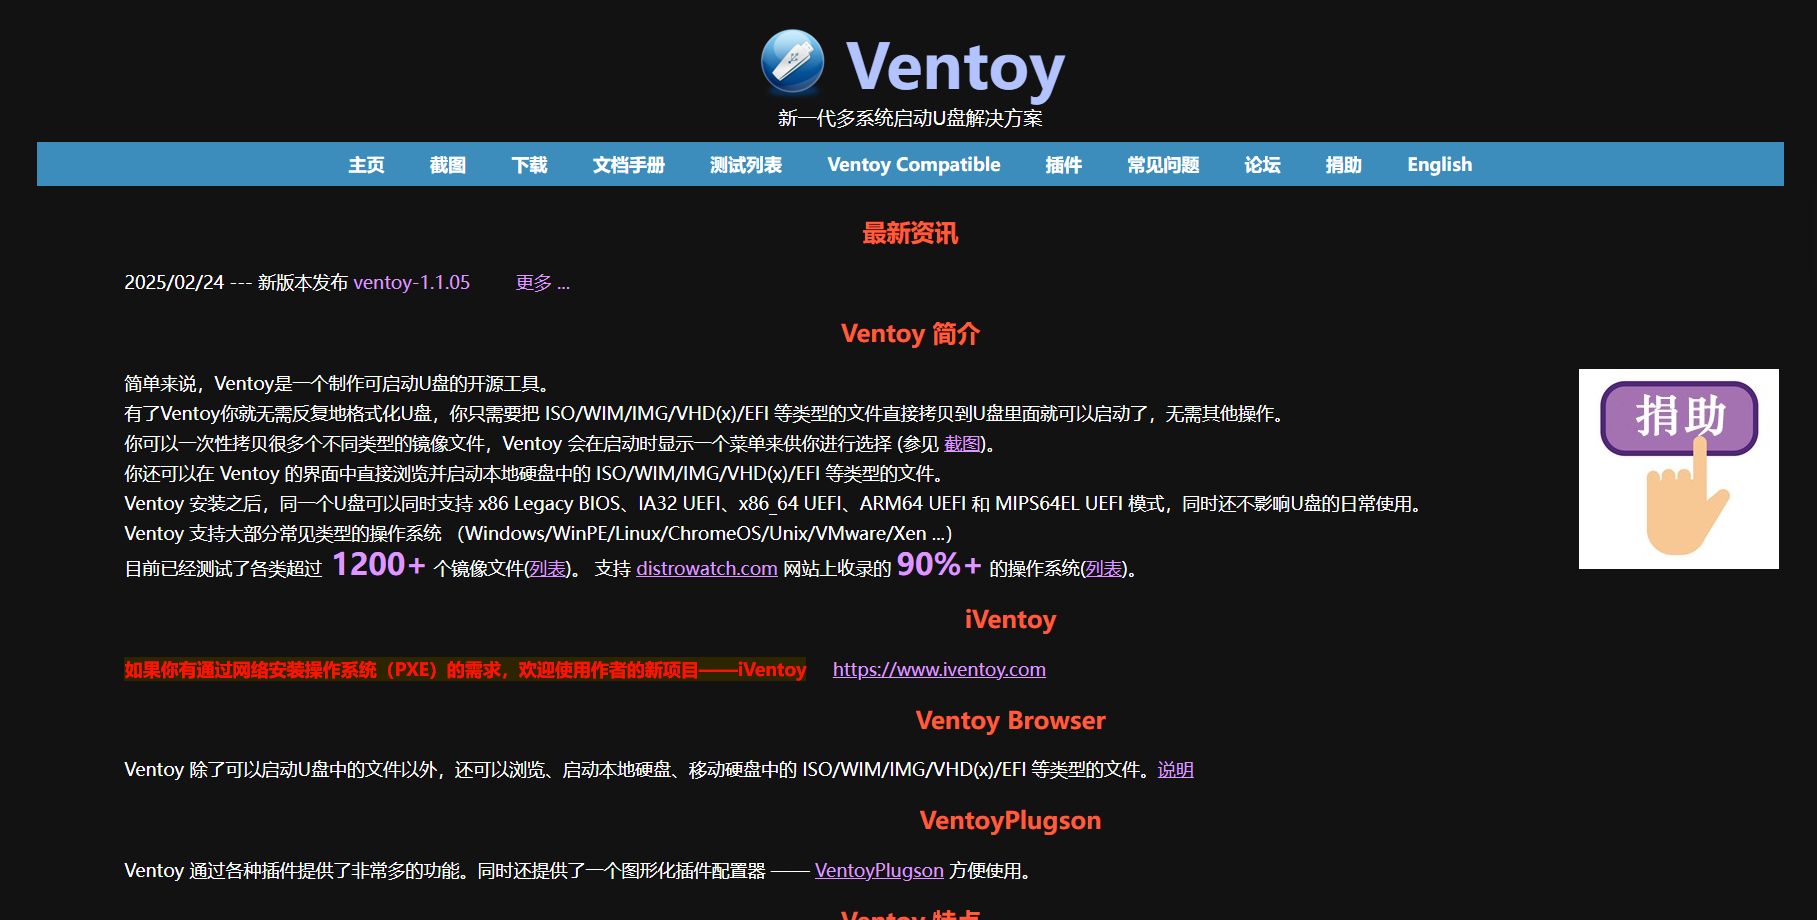 Ventoy
新一代多系统启动U盘解决方案
主页 截图 下载 文档手册 测试列表 Ventoy Compatible 插件 常见问题 论坛 捐助 English
最新资讯
2025/02/24 --- 新版本发布 ventoy-1.1.05 更多 ...
Ventoy 简介
简单来说，Ventoy是一个制作可启动U盘的开源工具。
有了Ventoy你就无需反复地格式化U盘，你只需要把 ISO/WIM/IMG/VHD(x)/EFI 等类型的文件直接拷贝到U盘里面就可以启动了，无需其他操作。
你可以一次性拷贝很多个不同类型的镜像文件，Ventoy 会在启动时显示一个菜单来供你进行选择 (参见 截图)。
你还可以在 Ventoy 的界面中直接浏览并启动本地硬盘中的 ISO/WIM/IMG/VHD(x)/EFI 等类型的文件。
Ventoy 安装之后，同一个U盘可以同时支持 x86 Legacy BIOS、IA32 UEFI、x86_64 UEFI、ARM64 UEFI 和 MIPS64EL UEFI 模式，同时还不影响U盘的日常使用。
Ventoy 支持大部分常见类型的操作系统 （Windows/WinPE/Linux/ChromeOS/Unix/VMware/Xen ...）
目前已经测试了各类超过 1200+ 个镜像文件(列表)。 支持 distrowatch.com 网站上收录的 90%+ 的操作系统(列表)。
捐助
iVentoy
如果你有通过网络安装操作系统（PXE）的需求，欢迎使用作者的新项目——iVentoy https://www.iventoy.com
Ventoy Browser
Ventoy 除了可以启动U盘中的文件以外，还可以浏览、启动本地硬盘、移动硬盘中的 ISO/WIM/IMG/VHD(x)/EFI 等类型的文件。说明
VentoyPlugson
Ventoy 通过各种插件提供了非常多的功能。同时还提供了一个图形化插件配置器 —— VentoyPlugson 方便使用。
Ventoy 特点